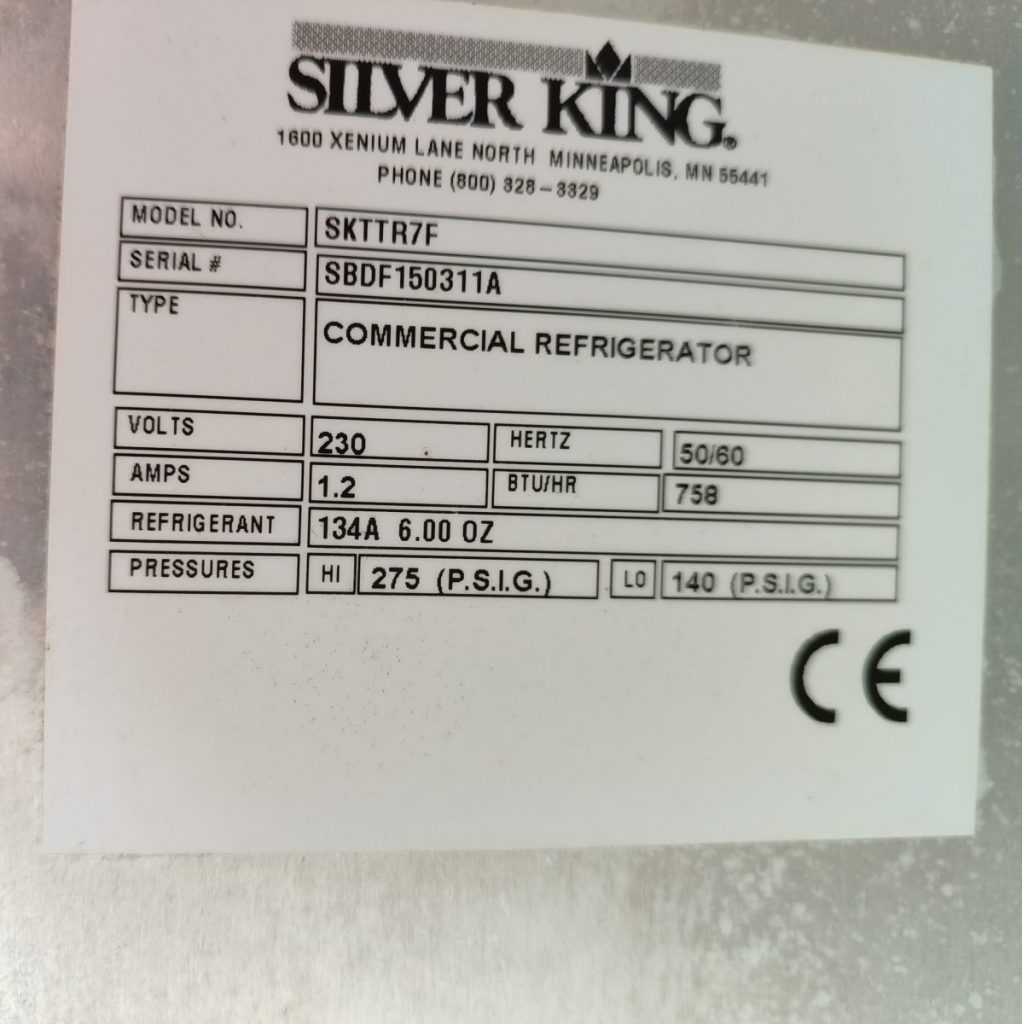 SILVER KING®
1600 XENIUM LANE NORTH MINNEAPOLIS, MN 55441
PHONE (800) 328-3329
MODEL NO. SKTTR7F
SERIAL # SBDF150311A
TYPE COMMERCIAL REFRIGERATOR
VOLTS 230 HERTZ 50/60
AMPS 1.2 BTU/HR 758
REFRIGERANT 134A 6.00 OZ
PRESSURES HI 275 (P.S.I.G.) LO 140 (P.S.I.G.)
CE